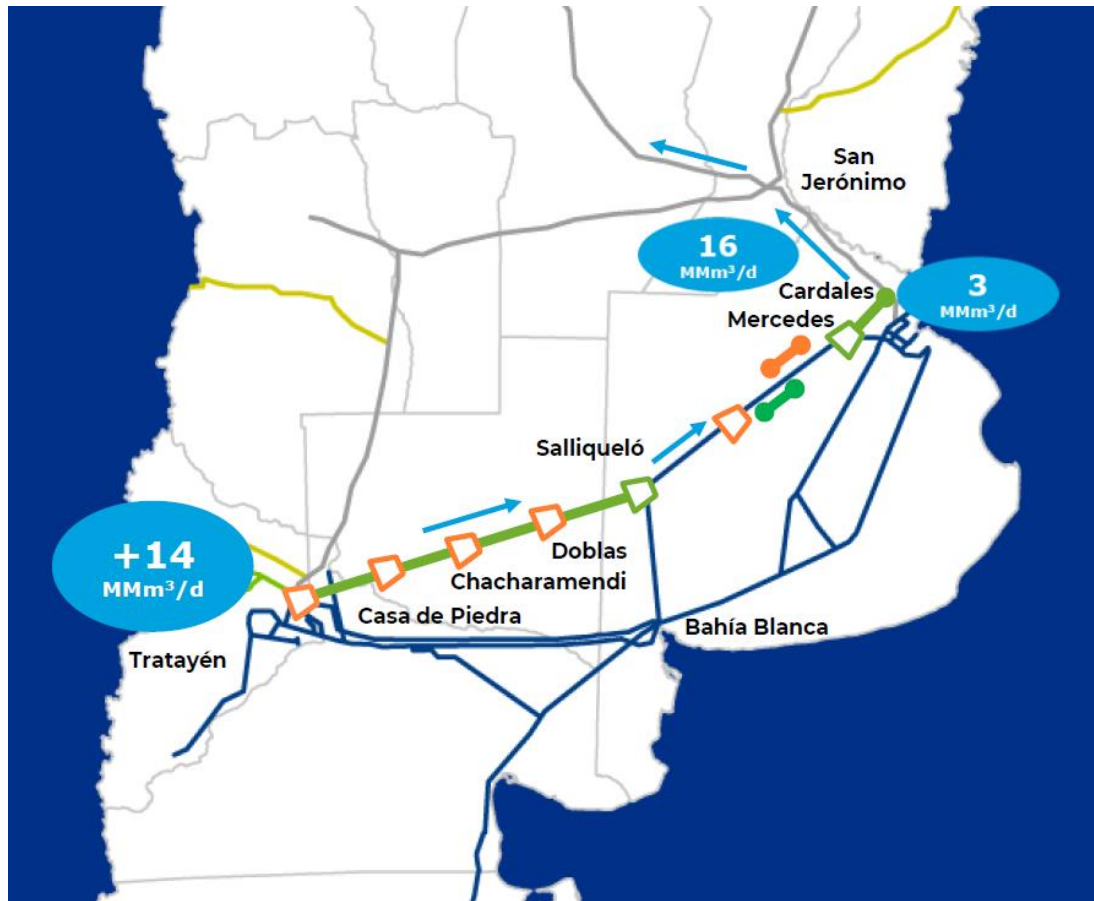 San
Jerónimo
16
MMm³/d
3
MMm³/d
Cardales
Mercedes
Salliqueló
+14
MMm³/d
Doblas
Chacharamendi
Casa de Piedra
Bahía Blanca
Tratayén